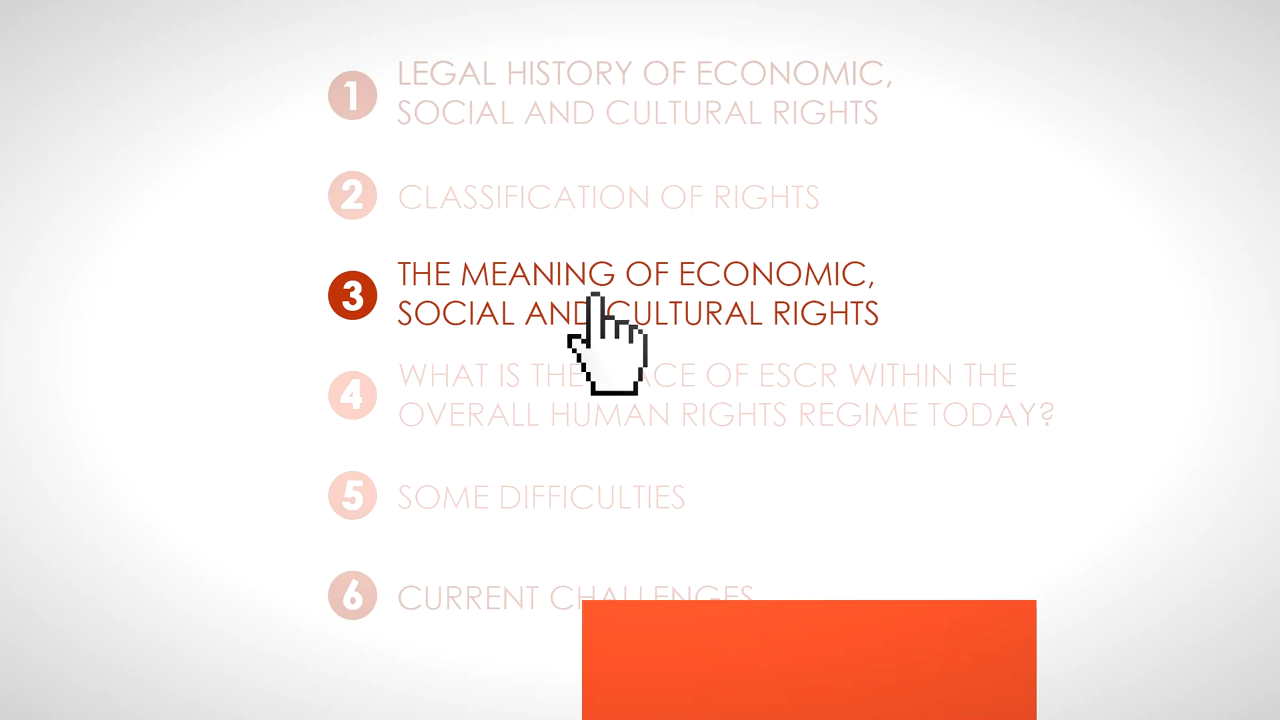 1 LEGAL HISTORY OF ECONOMIC,
SOCIAL AND CULTURAL RIGHTS
2 CLASSIFICATION OF RIGHTS
3 THE MEANING OF ECONOMIC,
SOCIAL AND CULTURAL RIGHTS
4 WHAT IS THE PLACE OF ESCR WITHIN THE
OVERALL HUMAN RIGHTS REGIME TODAY?
5 SOME DIFFICULTIES
6 CURRENT CHALLENGES